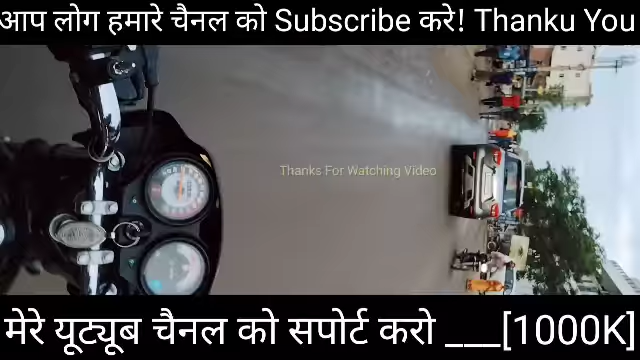 आप लोग हमारे चैनल को Subscribe करे! Thanku You
Thanks For Watching Video
मेरे यूट्यूब चैनल को सपोर्ट करो ___[1000K]